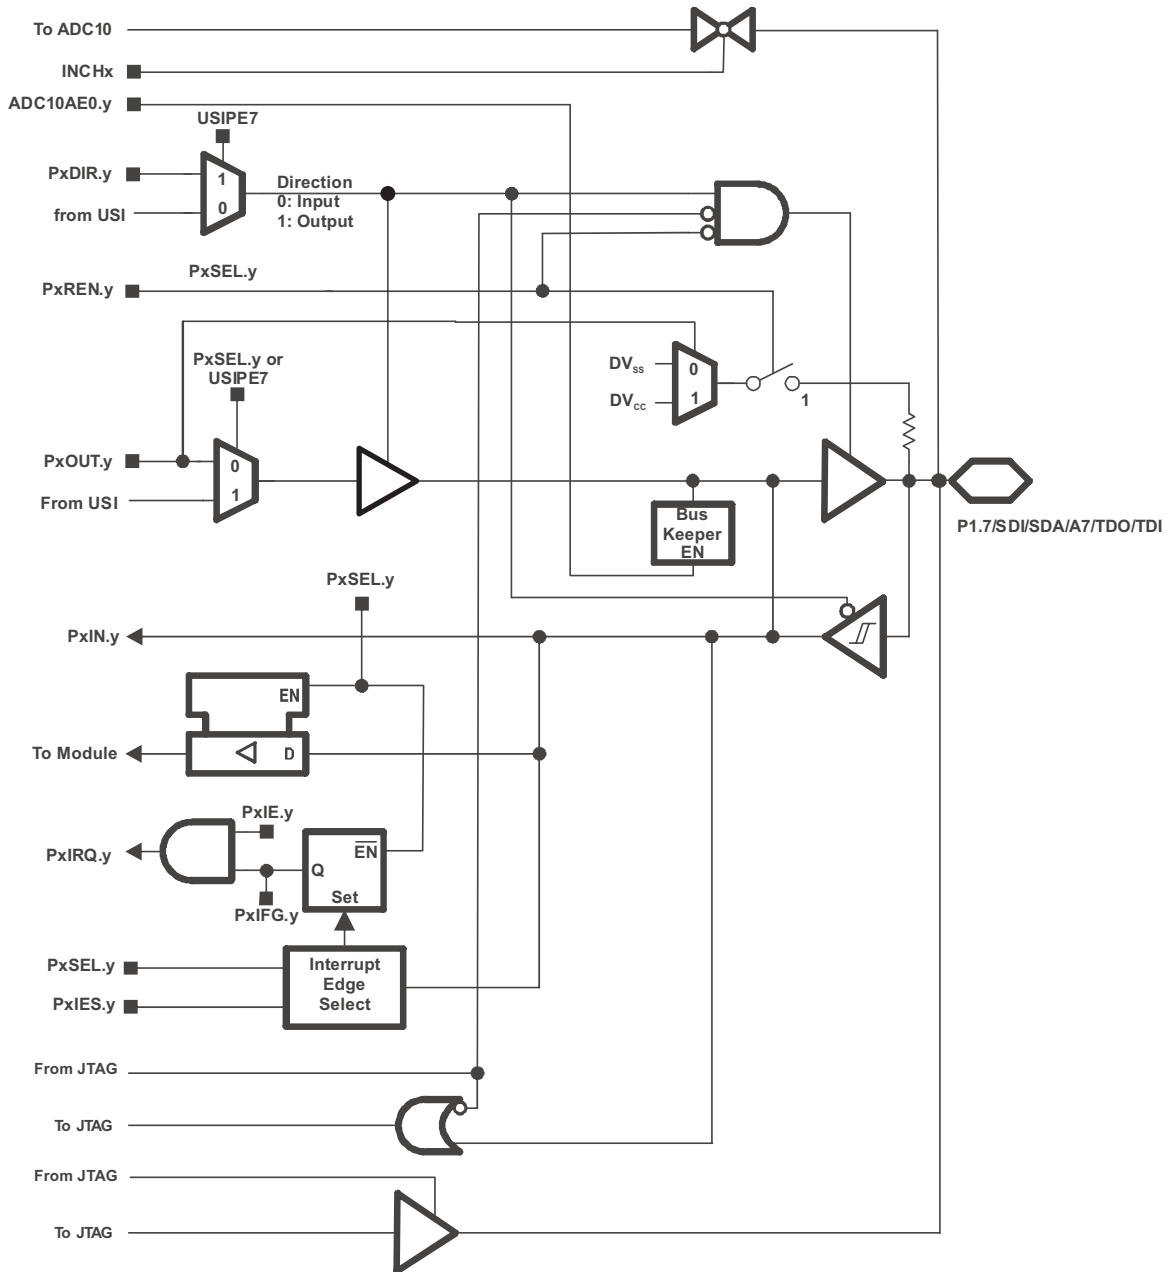 To ADC10
INCHx
ADC10AE0.y
USIPE7
PxDIR.y
1
from USI
0
Direction
0: Input
1: Output
PxSEL.y
PxREN.y
PxSEL.y or
USIPE7
DVss
0
DVcc
1
1
PxOUT.y
0
From USI
1
Bus
Keeper
EN
P1.7/SDI/SDA/A7/TDO/TDI
PxSEL.y
PxIN.y
EN
To Module
D
PxIE.y
PxIRQ.y
EN
Q
Set
PxIFG.y
PxSEL.y
PxIES.y
Interrupt
Edge
Select
From JTAG
To JTAG
From JTAG
To JTAG